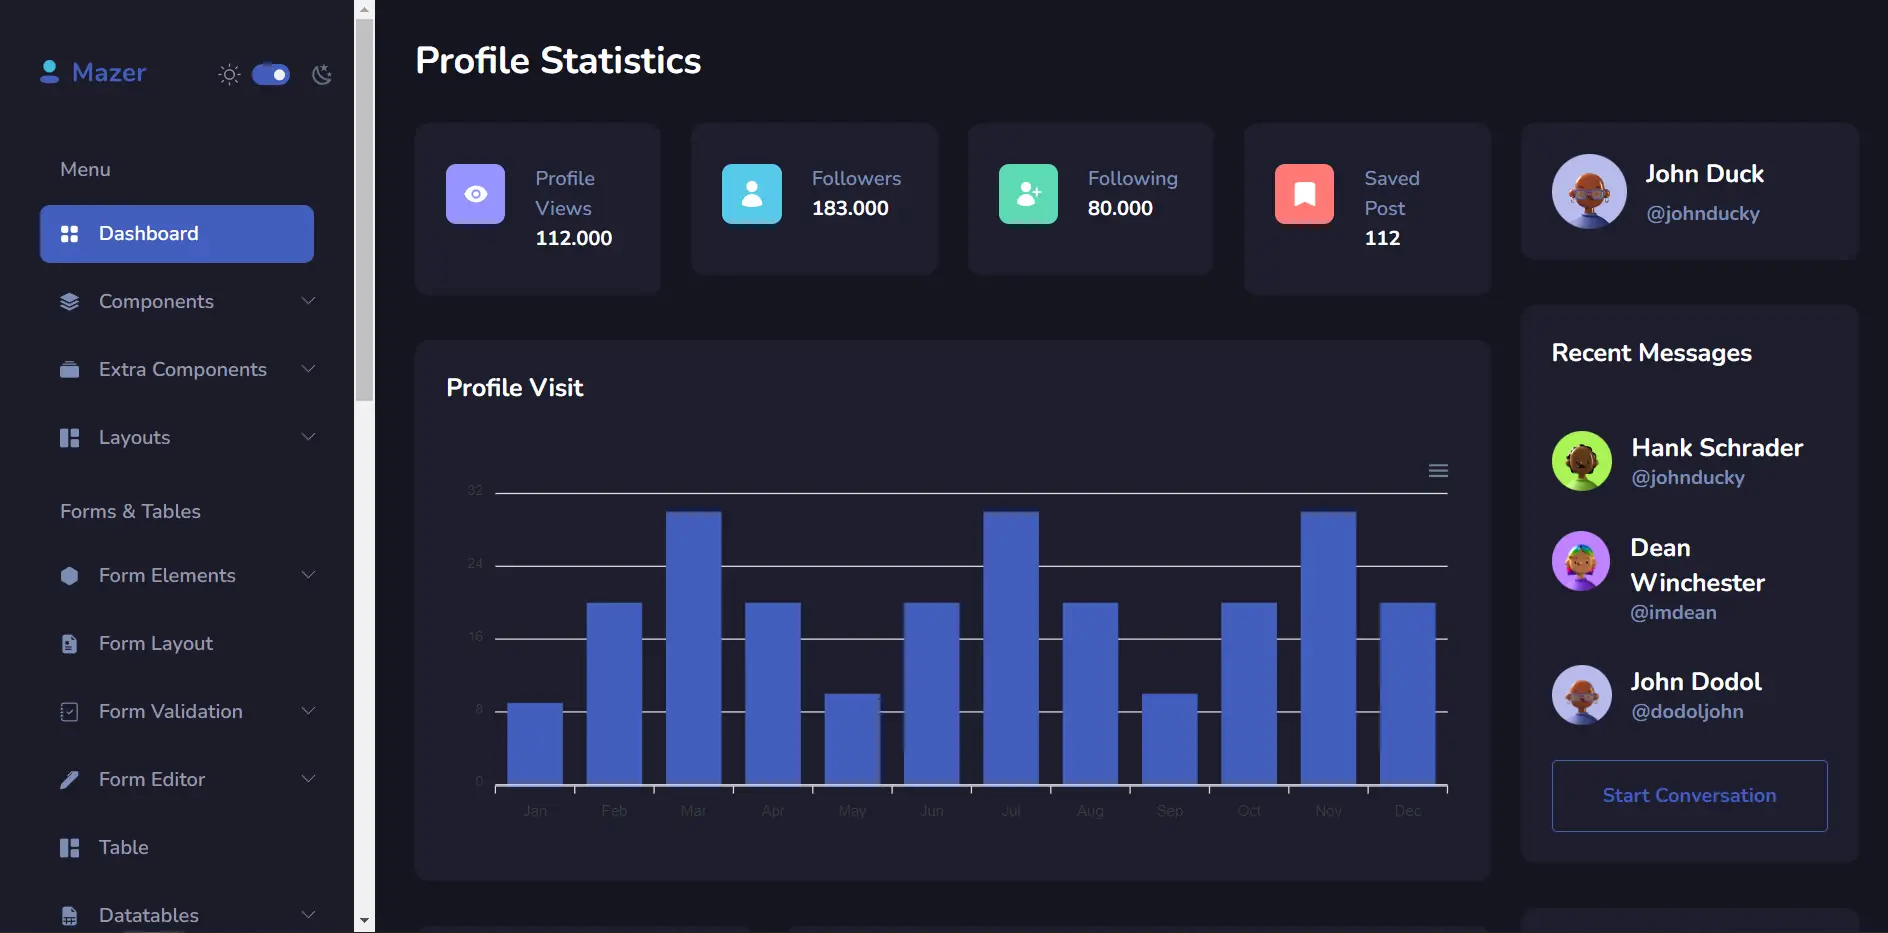 Mazer
Menu
Dashboard
Components
Extra Components
Layouts
Forms & Tables
Form Elements
Form Layout
Form Validation
Form Editor
Table
Datatables
Profile Statistics
Profile
Views
112.000
Followers
183.000
Following
80.000
Saved
Post
112
John Duck
@johnducky
Profile Visit
32
24
16
8
0
Jan Feb Mar Apr May Jun Jul Aug Sep Oct Nov Dec
Recent Messages
Hank Schrader
@johnducky
Dean
Winchester
@imdean
John Dodol
@dodoljohn
Start Conversation